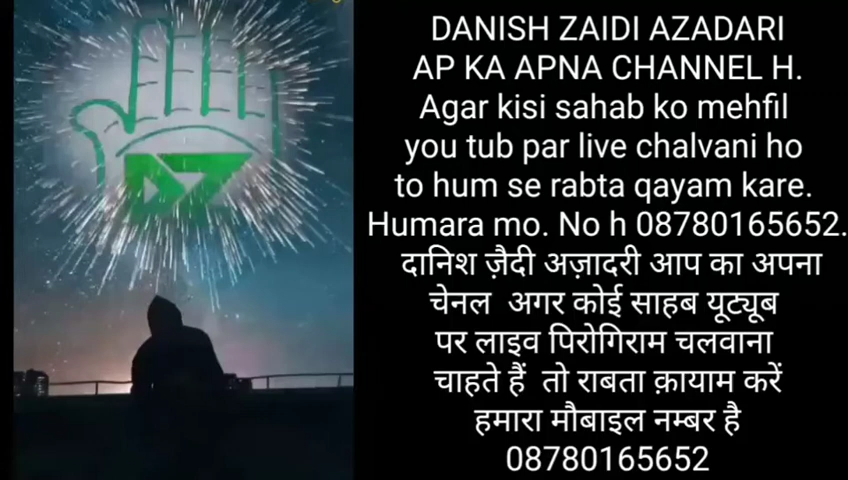 DZ
DANISH ZAIDI AZADARI
AP KA APNA CHANNEL H.
Agar kisi sahab ko mehfil
you tub par live chalvani ho
to hum se rabta qayam kare.
Humara mo. No h 08780165652.
दानिश ज़ैदी अज़ादरी आप का अपना
चेनल अगर कोई साहब यूट्यूब
पर लाइव पिरोगिराम चलवाना
चाहते हैं तो राबता क़ायाम करें
हमारा मौबाइल नम्बर है
08780165652